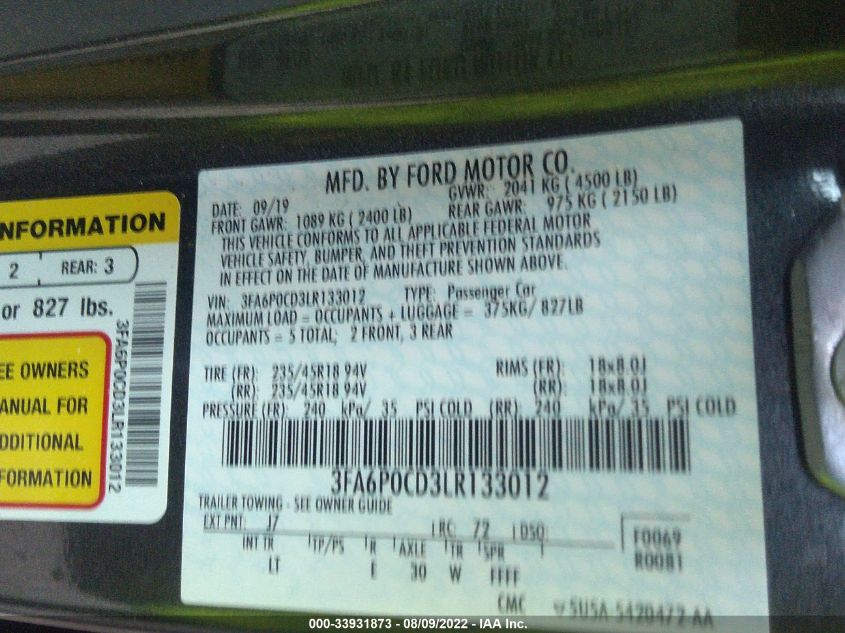 MFD. BY FORD MOTOR CO.
DATE: 09/19 GVWR: 2041 KG ( 4500 LB)
FRONT GAWR: 1089 KG ( 2400 LB) REAR GAWR: 975 KG ( 2150 LB)
THIS VEHICLE CONFORMS TO ALL APPLICABLE FEDERAL MOTOR
VEHICLE SAFETY, BUMPER, AND THEFT PREVENTION STANDARDS
IN EFFECT ON THE DATE OF MANUFACTURE SHOWN ABOVE.
VIN: 3FA6P0CD3LR133012 TYPE: Passenger Car
MAXIMUM LOAD = OCCUPANTS + LUGGAGE = 375KG/ 827LB
OCCUPANTS = 5 TOTAL; 2 FRONT, 3 REAR
TIRE (FR): 235/45R18 94V RIMS (FR): 18x8.0J
(RR): 235/45R18 94V (RR): 18x8.0J
PRESSURE (FR): 240 kPa/ 35 PSI COLD (RR): 240 kPa/ 35 PSI COLD
3FA6P0CD3LR133012
TRAILER TOWING - SEE OWNER GUIDE
EXT PNT: J7 RC: 72 DSO:
INT TR TP/PS R AXLE TR SPR
LT E 30 W FFFF
F0069
R0081
CMC
NFORMATION
2 REAR: 3
or 827 lbs.
EE OWNERS
ANUAL FOR
DDITIONAL
FORMATION
3FA6P0CD3LR133012
000-33931873 - 08/09/2022 - IAA Inc.